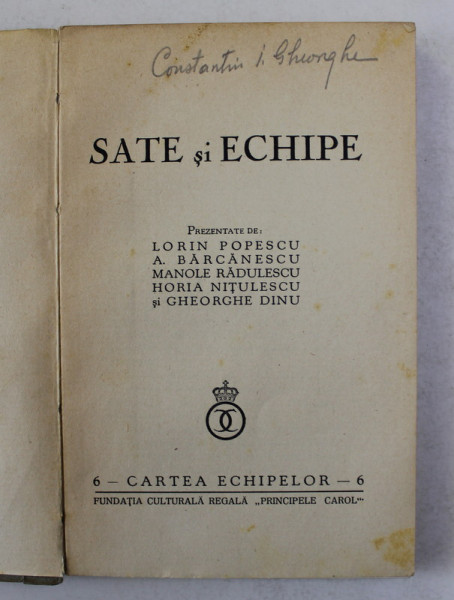 Constantin I. Gheorghe
SATE și ECHIPE
PREZENTATE DE:
LORIN POPESCU
A. BĂRCĂNESCU
MANOLE RĂDULESCU
HORIA NIȚULESCU
și GHEORGHE DINU
6 — CARTEA ECHIPELOR — 6
FUNDAȚIA CULTURALĂ REGALĂ „PRINCIPELE CAROL"